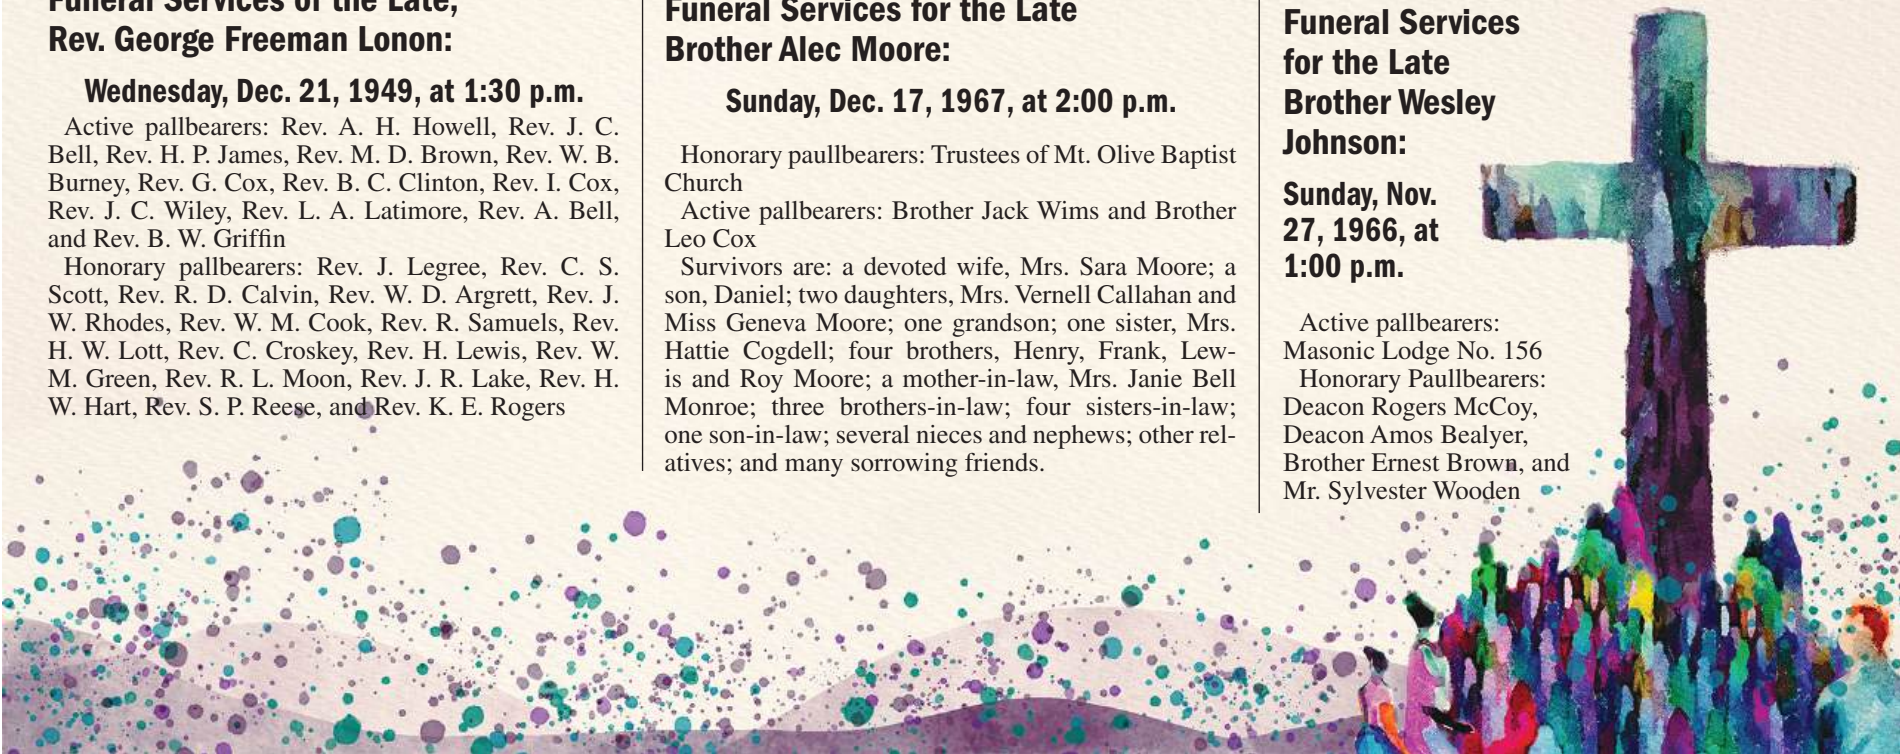 Funeral Services of the Late,
Rev. George Freeman Lonon:
Wednesday, Dec. 21, 1949, at 1:30 p.m.
Active pallbearers: Rev. A. H. Howell, Rev. J. C.
Bell, Rev. H. P. James, Rev. M. D. Brown, Rev. W. B.
Burney, Rev. G. Cox, Rev. B. C. Clinton, Rev. I. Cox,
Rev. J. C. Wiley, Rev. L. A. Latimore, Rev. A. Bell,
and Rev. B. W. Griffin
Honorary pallbearers: Rev. J. Legree, Rev. C. S.
Scott, Rev. R. D. Calvin, Rev. W. D. Argrett, Rev. J.
W. Rhodes, Rev. W. M. Cook, Rev. R. Samuels, Rev.
H. W. Lott, Rev. C. Croskey, Rev. H. Lewis, Rev. W.
M. Green, Rev. R. L. Moon, Rev. J. R. Lake, Rev. H.
W. Hart, Rev. S. P. Reese, and Rev. K. E. Rogers
Funeral Services for the Late
Brother Alec Moore:
Sunday, Dec. 17, 1967, at 2:00 p.m.
Honorary paullbearers: Trustees of Mt. Olive Baptist
Church
Active pallbearers: Brother Jack Wims and Brother
Leo Cox
Survivors are: a devoted wife, Mrs. Sara Moore; a
son, Daniel; two daughters, Mrs. Vernell Callahan and
Miss Geneva Moore; one grandson; one sister, Mrs.
Hattie Cogdell; four brothers, Henry, Frank, Lew-
is and Roy Moore; a mother-in-law, Mrs. Janie Bell
Monroe; three brothers-in-law; four sisters-in-law;
one son-in-law; several nieces and nephews; other rel-
atives; and many sorrowing friends.
Funeral Services
for the Late
Brother Wesley
Johnson:
Sunday, Nov.
27, 1966, at
1:00 p.m.
Active pallbearers:
Masonic Lodge No. 156
Honorary Paullbearers:
Deacon Rogers McCoy,
Deacon Amos Bealyer,
Brother Ernest Brown, and
Mr. Sylvester Wooden